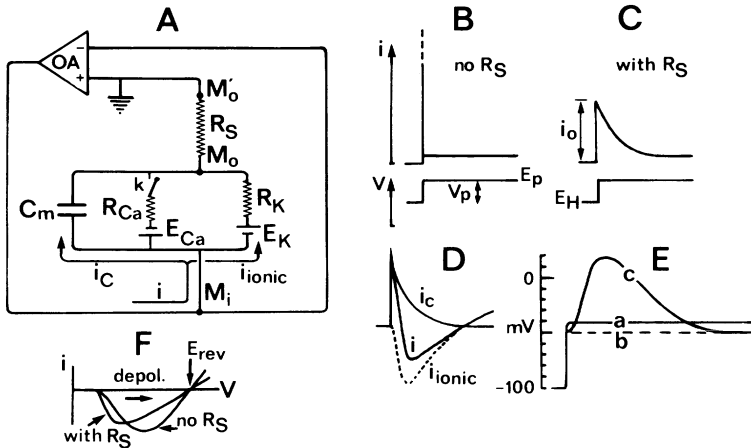 A
OA
−
+
M'o
RS
Mo
k
Cm
RCa
ECa
RK
EK
iC
iionic
i
Mi
B
i
no RS
V
Vp
Ep
C
with RS
io
EH
D
ic
i
iionic
E
0
mV
-100
c
a
b
F
i
depol.
Erev
V
with RS
no RS